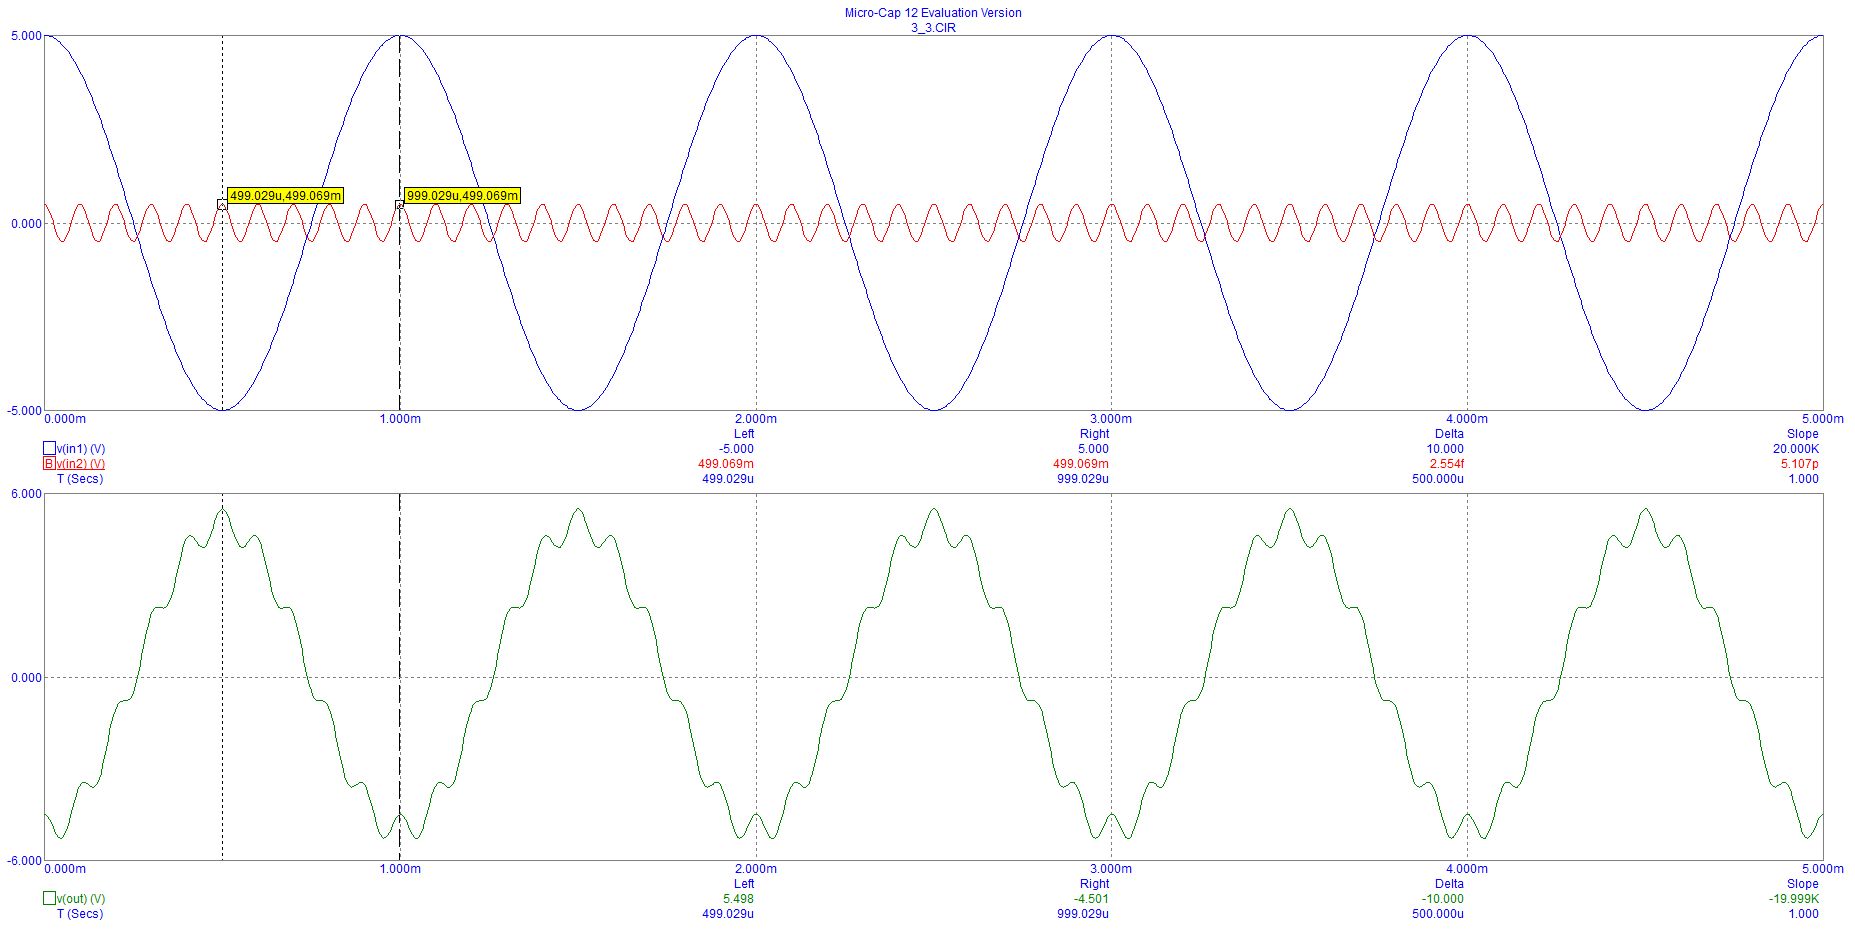 Micro-Cap 12 Evaluation Version
3_3.CIR
5.000
499.029u,499.069m 999.029u,499.069m
0.000
-5.000
0.000m 1.000m 2.000m 3.000m 4.000m 5.000m
Left Right Delta Slope
v(in1) (V) -5.000 5.000 10.000 20.000K
B v(in2) (V) 499.069m 499.069m 2.554f 5.107p
T (Secs) 499.029u 999.029u 500.000u 1.000
6.000
0.000
-6.000
0.000m 1.000m 2.000m 3.000m 4.000m 5.000m
Left Right Delta Slope
v(out) (V) 5.498 -4.501 -10.000 -19.999K
T (Secs) 499.029u 999.029u 500.000u 1.000